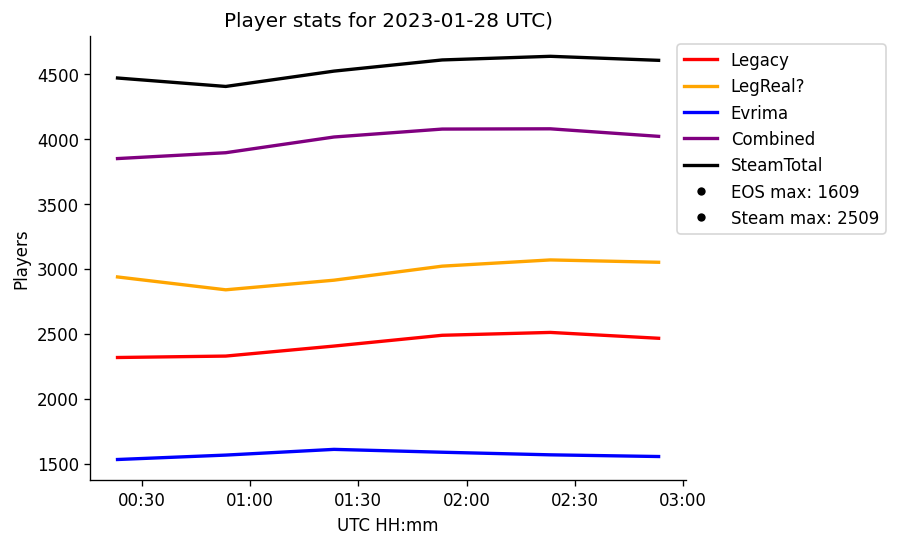 Player stats for 2023-01-28 UTC)
Legacy
LegReal?
Evrima
Combined
SteamTotal
EOS max: 1609
Steam max: 2509
Players
4500
4000
3500
3000
2500
2000
1500
00:30 01:00 01:30 02:00 02:30 03:00
UTC HH:mm